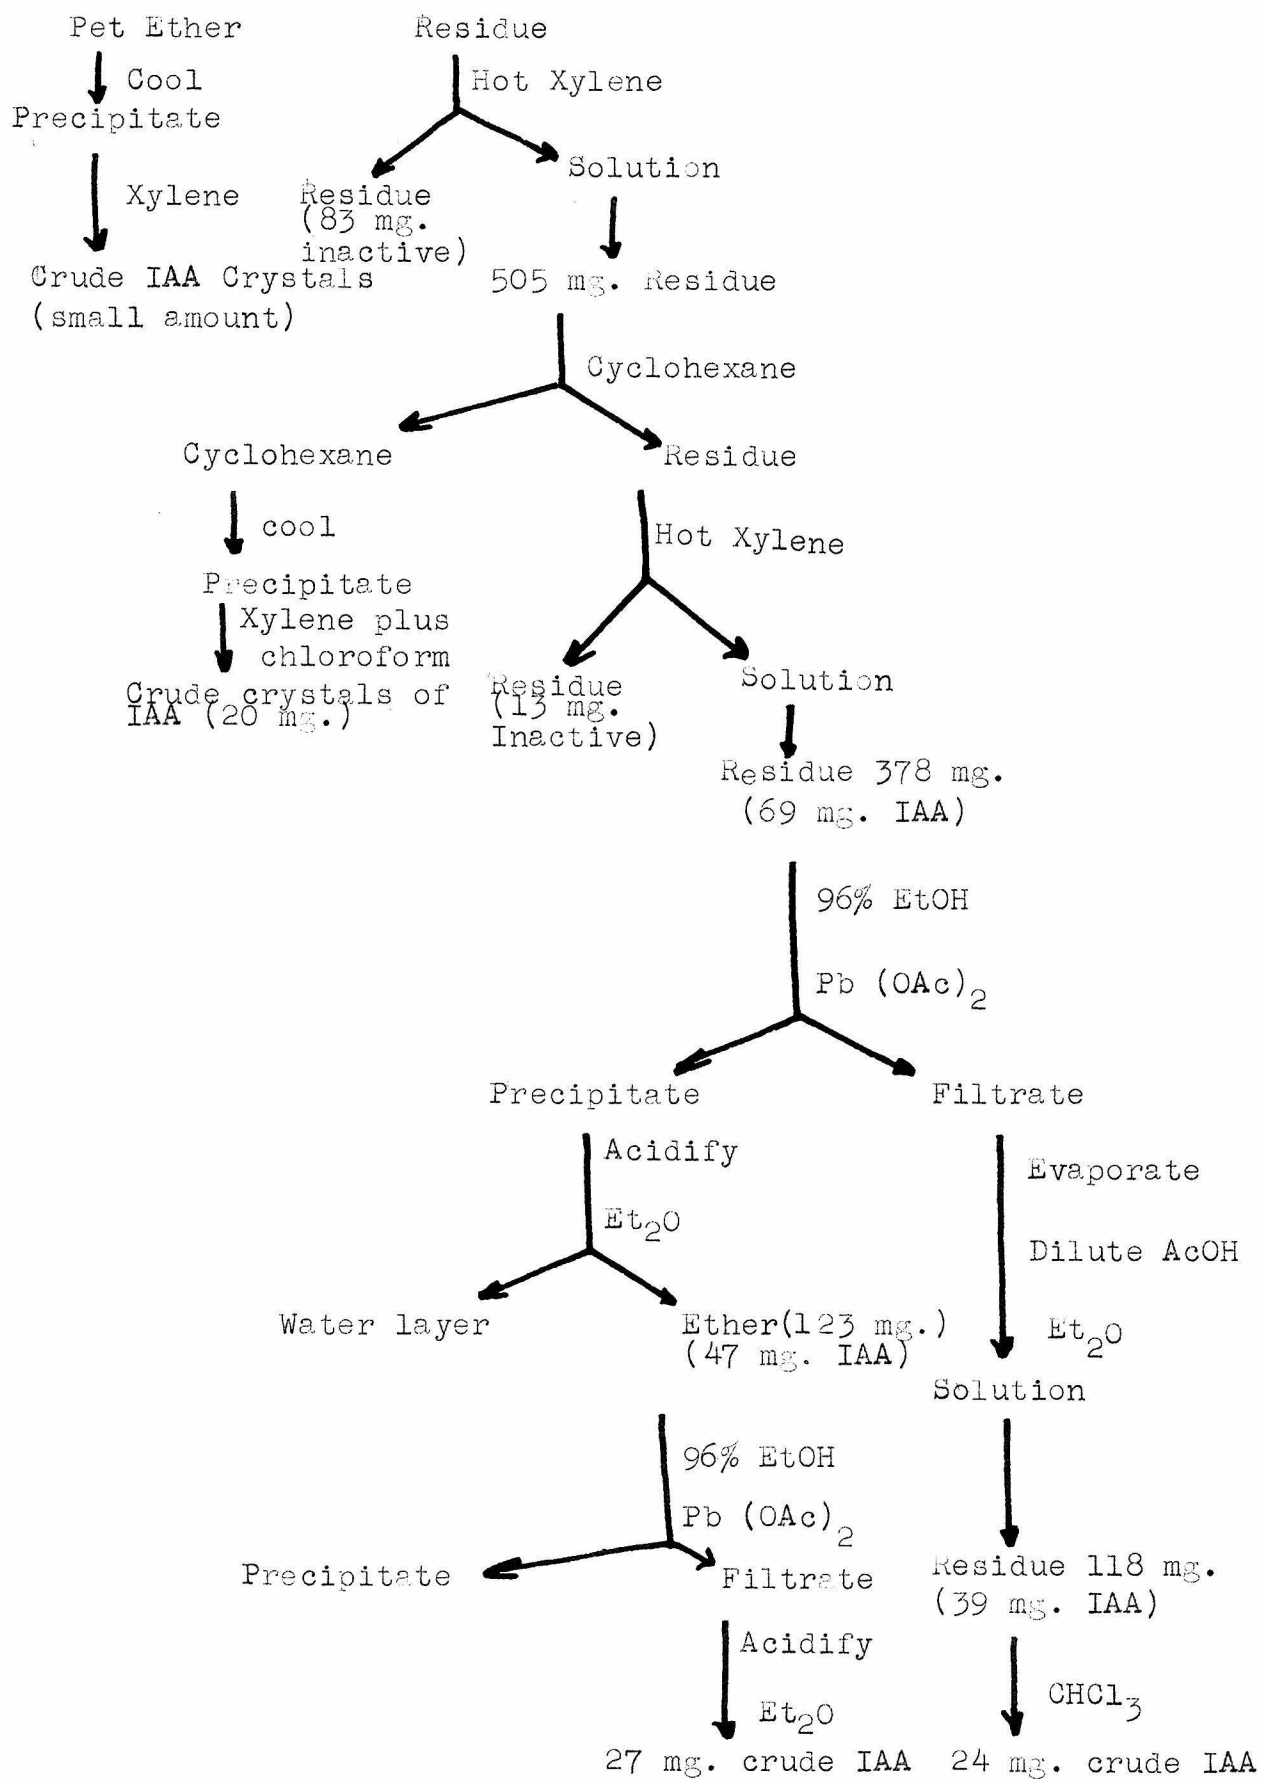 Pet Ether
Residue
Cool
Hot Xylene
Precipitate
Solution
Xylene
Residue
(83 mg.
inactive)
Crude IAA Crystals
(small amount)
505 mg. Residue
Cyclohexane
Cyclohexane
Residue
cool
Hot Xylene
Precipitate
Xylene plus
chloroform
Crude crystals of
IAA (20 mg.)
Residue
(13 mg.
Inactive)
Solution
Residue 378 mg.
(69 mg. IAA)
96% EtOH
Pb (OAc)2
Precipitate
Filtrate
Acidify
Et2O
Evaporate
Dilute AcOH
Et2O
Water layer
Ether(123 mg.)
(47 mg. IAA)
Solution
96% EtOH
Pb (OAc)2
Precipitate
Filtrate
Residue 118 mg.
(39 mg. IAA)
Acidify
Et2O
CHCl3
27 mg. crude IAA
24 mg. crude IAA